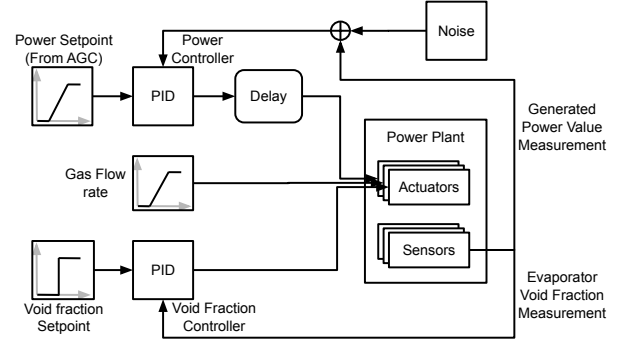 Power Setpoint
(From AGC)
Power
Controller
Noise
PID
Delay
Generated
Power Value
Measurement
Power Plant
Gas Flow
rate
Actuators
Sensors
PID
Void fraction
Setpoint
Void Fraction
Controller
Evaporator
Void Fraction
Measurement